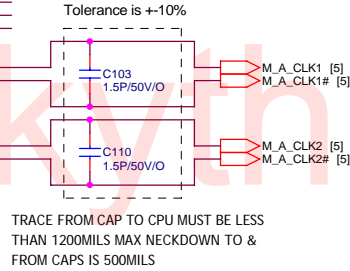 Tolerance is +-10%
C103
1.5P/50V/O
M_A_CLK1 [5]
M_A_CLK1# [5]
C110
1.5P/50V/O
M_A_CLK2 [5]
M_A_CLK2# [5]
kyth
TRACE FROM CAP TO CPU MUST BE LESS
THAN 1200MILS MAX NECKDOWN TO &
FROM CAPS IS 500MILS